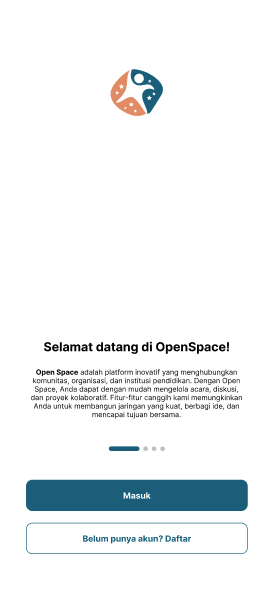 Selamat datang di OpenSpace!
Open Space adalah platform inovatif yang menghubungkan
komunitas, organisasi, dan institusi pendidikan. Dengan Open
Space, Anda dapat dengan mudah mengelola acara, diskusi,
dan proyek kolaboratif. Fitur-fitur canggih kami memungkinkan
Anda untuk membangun jaringan yang kuat, berbagi ide, dan
mencapai tujuan bersama.
Masuk
Belum punya akun? Daftar